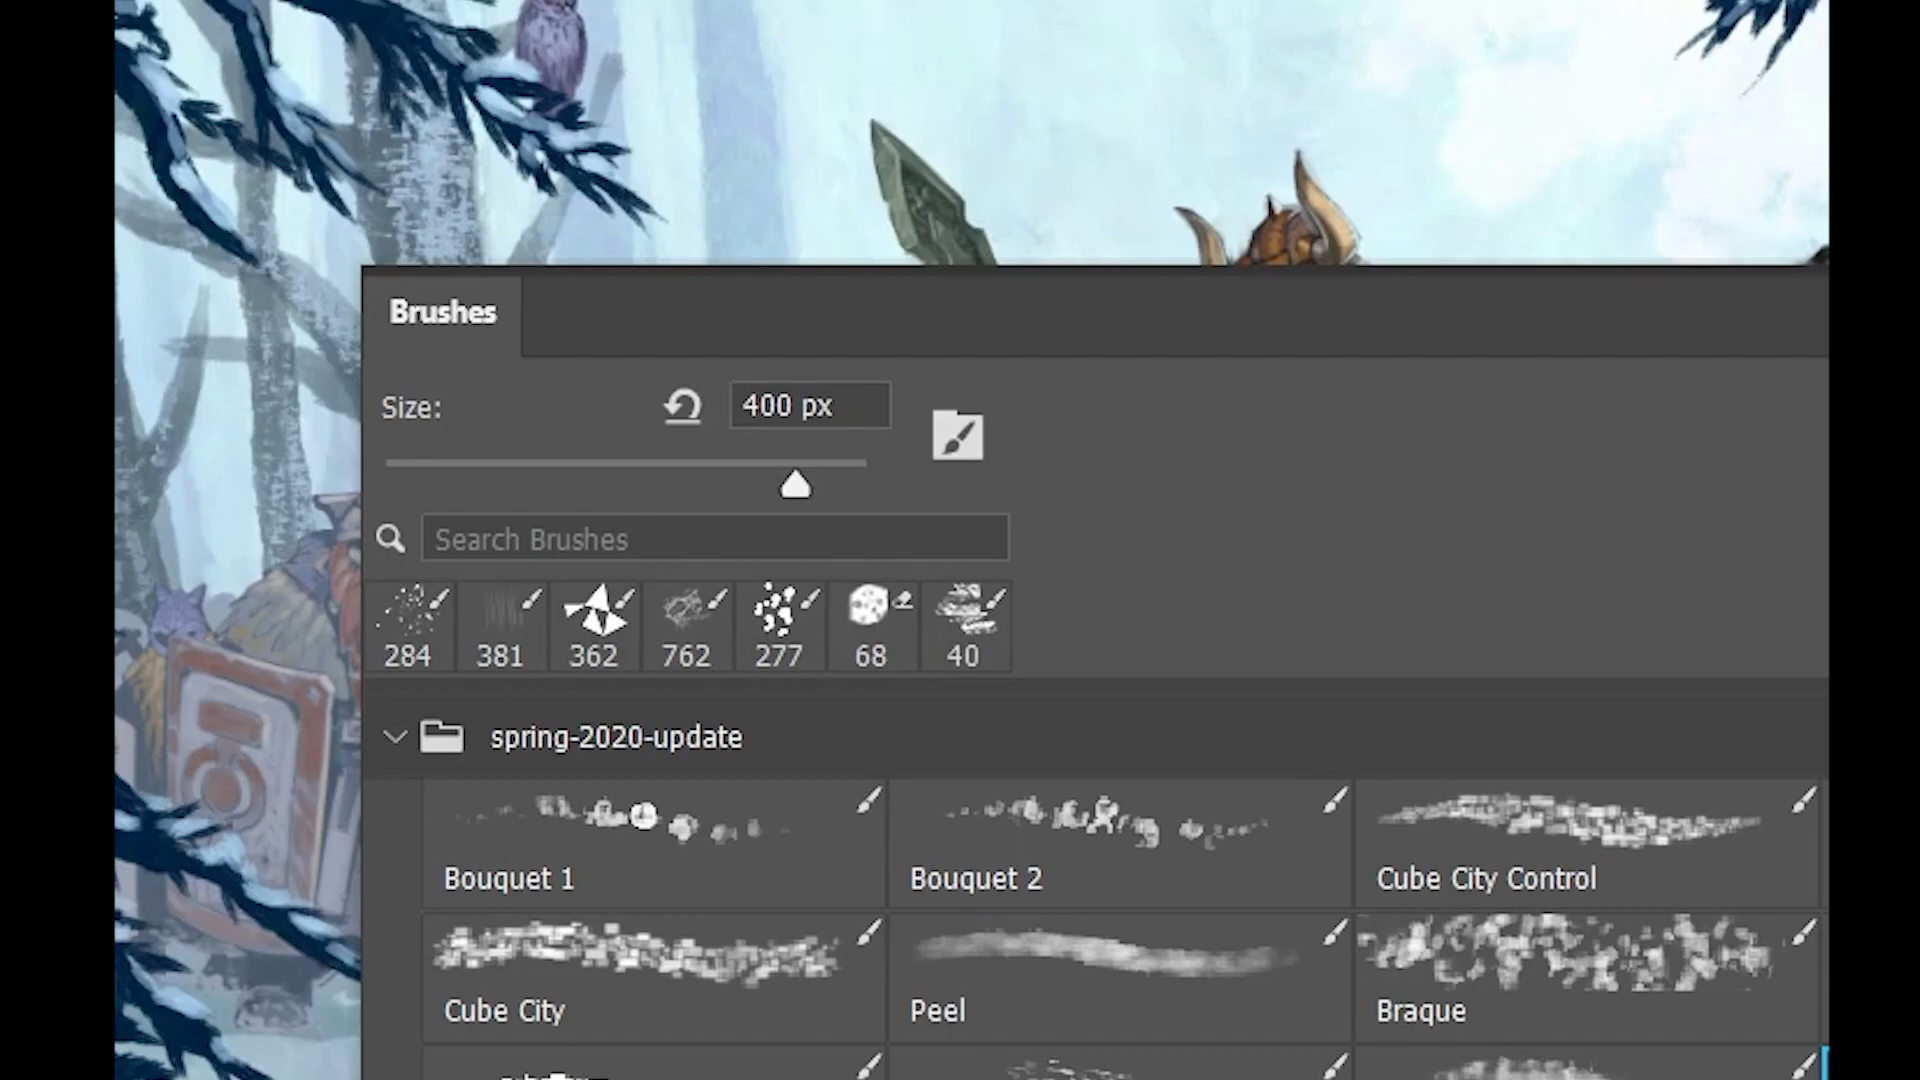 Brushes
Size:
400 px
Search Brushes
284 381 362 762 277 68 40
spring-2020-update
Bouquet 1
Bouquet 2
Cube City Control
Cube City
Peel
Braque